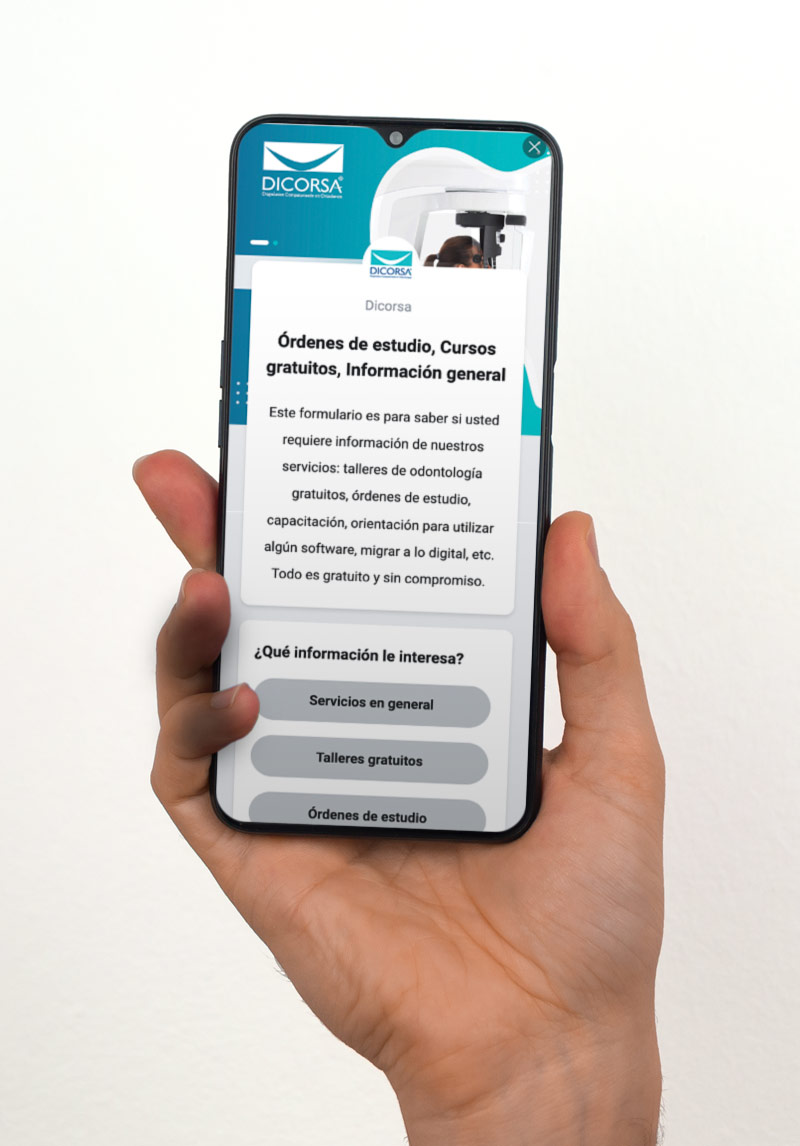 DICORSA®
DICORSA
Dicorsa
Órdenes de estudio, Cursos
gratuitos, Información general
Este formulario es para saber si usted
requiere información de nuestros
servicios: talleres de odontología
gratuitos, órdenes de estudio,
capacitación, orientación para utilizar
algún software, migrar a lo digital, etc.
Todo es gratuito y sin compromiso.
¿Qué información le interesa?
Servicios en general
Talleres gratuitos
Órdenes de estudio